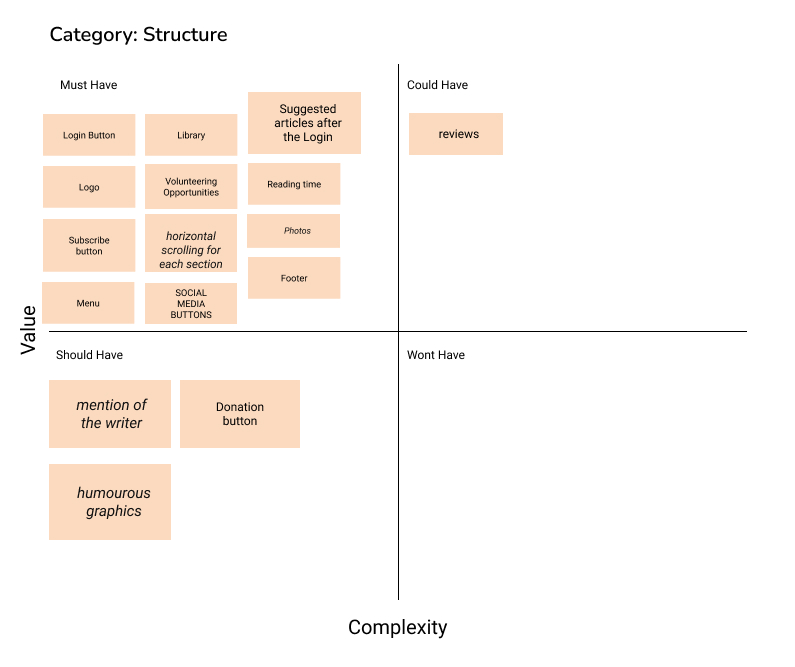 Category: Structure
Must Have
Login Button
Library
Suggested
articles after
the Login
Logo
Volunteering
Opportunities
Reading time
Subscribe
button
horizontal
scrolling for
each section
Photos
Footer
Menu
SOCIAL
MEDIA
BUTTONS
Could Have
reviews
Value
Should Have
mention of
the writer
Donation
button
humourous
graphics
Wont Have
Complexity